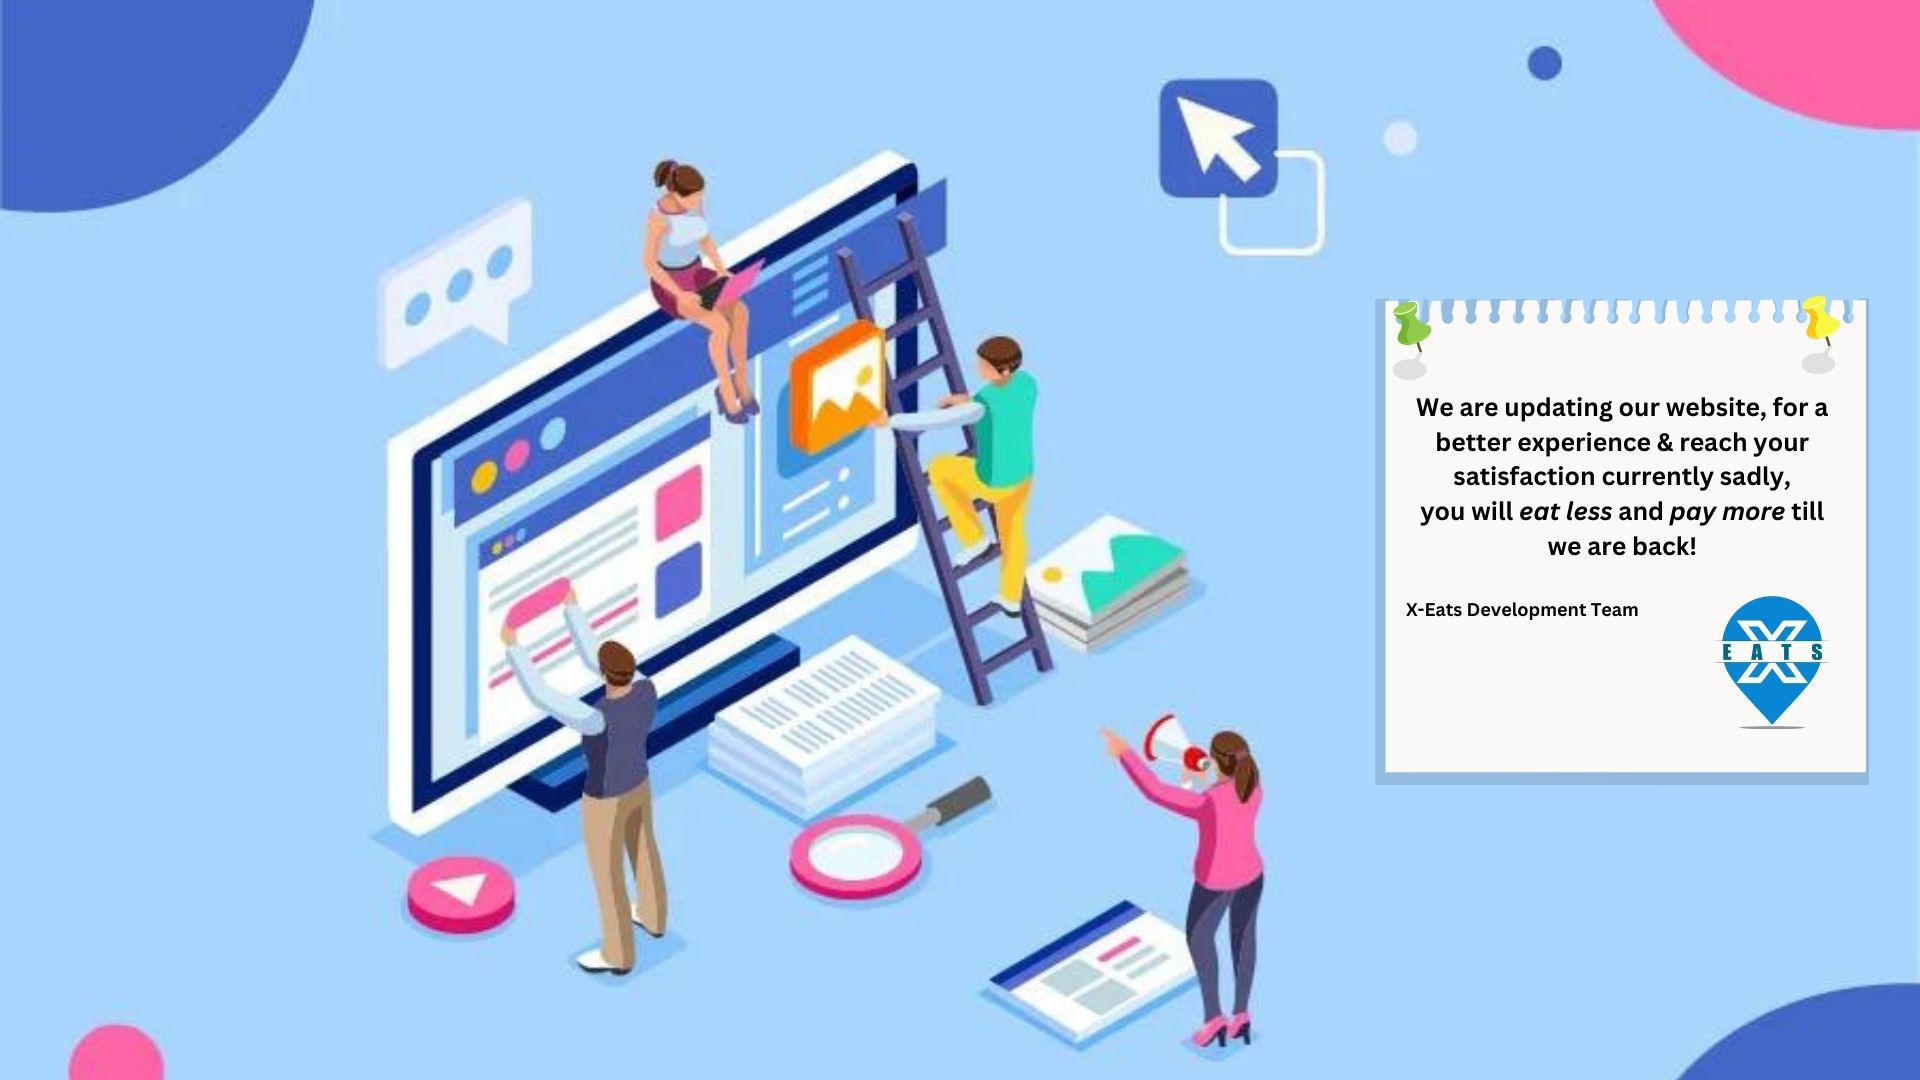 We are updating our website, for a
better experience & reach your
satisfaction currently sadly,
you will eat less and pay more till
we are back!
X-Eats Development Team
X
EATS